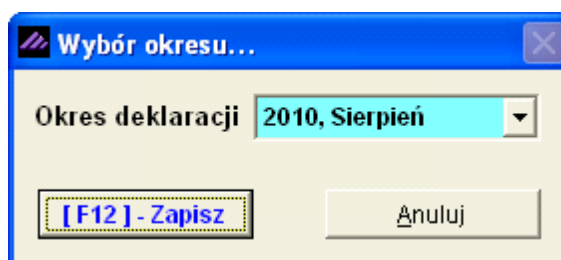 Wybór okresu...
Okres deklaracji 2010, Sierpień
[ F12 ] - Zapisz Anuluj